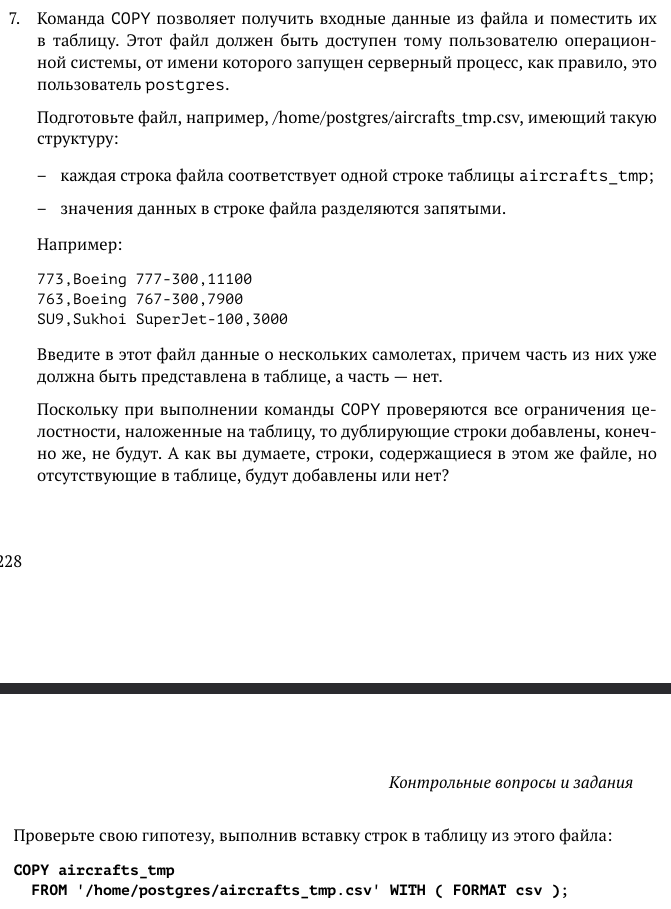 7. Команда COPY позволяет получить входные данные из файла и поместить их
в таблицу. Этот файл должен быть доступен тому пользователю операцион-
ной системы, от имени которого запущен серверный процесс, как правило, это
пользователь postgres.
Подготовьте файл, например, /home/postgres/aircrafts_tmp.csv, имеющий такую
структуру:
– каждая строка файла соответствует одной строке таблицы aircrafts_tmp;
– значения данных в строке файла разделяются запятыми.
Например:
773,Boeing 777-300,11100
763,Boeing 767-300,7900
SU9,Sukhoi SuperJet-100,3000
Введите в этот файл данные о нескольких самолетах, причем часть из них уже
должна быть представлена в таблице, а часть — нет.
Поскольку при выполнении команды COPY проверяются все ограничения це-
лостности, наложенные на таблицу, то дублирующие строки добавлены, конеч-
но же, не будут. А как вы думаете, строки, содержащиеся в этом же файле, но
отсутствующие в таблице, будут добавлены или нет?
228
Контрольные вопросы и задания
Проверьте свою гипотезу, выполнив вставку строк в таблицу из этого файла:
COPY aircrafts_tmp
FROM '/home/postgres/aircrafts_tmp.csv' WITH ( FORMAT csv );